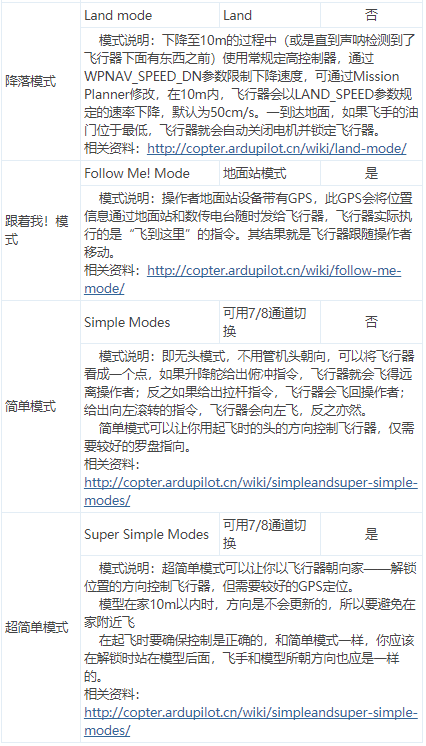 Land mode Land 否
降落模式
模式说明：下降至10m的过程中（或是直到声呐检测到了
飞行器下面有东西之前）使用常规定高控制器，通过
WPNAV_SPEED_DN参数限制下降速度，可通过Mission
Planner修改，在10m内，飞行器会以LAND_SPEED参数规
定的速率下降，默认为50cm/s。一到达地面，如果飞手的油
门位于最低，飞行器就会自动关闭电机并锁定飞行器。
相关资料：http://copter.ardupilot.cn/wiki/land-mode/
Follow Me! Mode 地面站模式 是
跟着我！模
式
模式说明：操作者地面站设备带有GPS，此GPS会将位置
信息通过地面站和数传电台随时发给飞行器，飞行器实际执
行的是“飞到这里”的指令。其结果就是飞行器跟随操作者
移动。
相关资料：http://copter.ardupilot.cn/wiki/follow-me-
mode/
Simple Modes 可用7/8通道切
换 否
简单模式
模式说明：即无头模式，不用管机头朝向，可以将飞行器
看成一个点，如果升降舵给出俯冲指令，飞行器就会飞得远
离操作者；反之如果给出拉杆指令，飞行器会飞回操作者；
给出向左滚转的指令，飞行器会向左飞，反之亦然。
简单模式可以让你用起飞时的头的方向控制飞行器，仅需
要较好的罗盘指向。
相关资料：
http://copter.ardupilot.cn/wiki/simpleandsuper-simple-
modes/
Super Simple Modes 可用7/8通道切
换 是
超简单模式
模式说明：超简单模式可以让你以飞行器朝向家——解锁
位置的方向控制飞行器，但需要较好的GPS定位。
模型在家10m以内时，方向是不会更新的，所以要避免在
家附近飞
在起飞时要确保控制是正确的，和简单模式一样，你应该
在解锁时站在模型后面，飞手和模型所朝方向也应是一样
的。
相关资料：
http://copter.ardupilot.cn/wiki/simpleandsuper-simple-
modes/